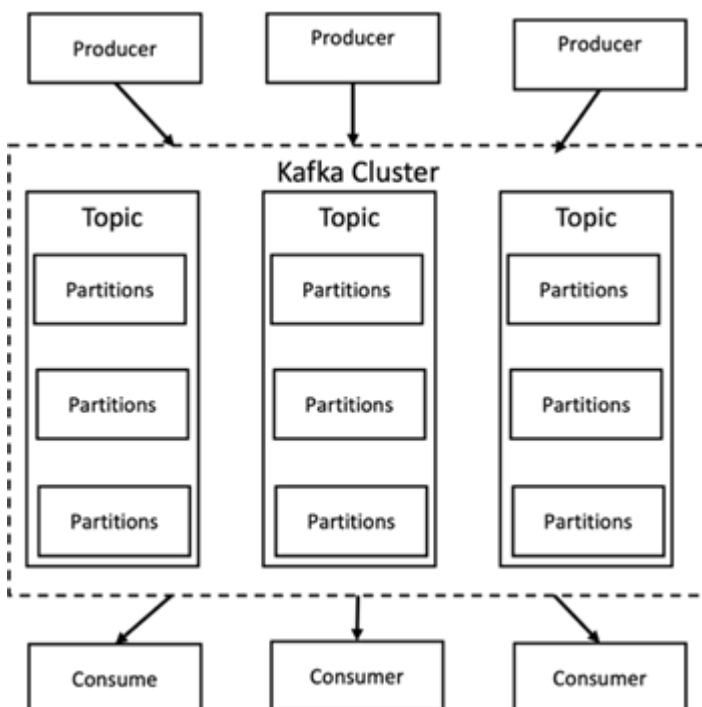 Producer
Producer
Producer
Kafka Cluster
Topic
Topic
Topic
Partitions
Partitions
Partitions
Partitions
Partitions
Partitions
Partitions
Partitions
Partitions
Consume
Consumer
Consumer